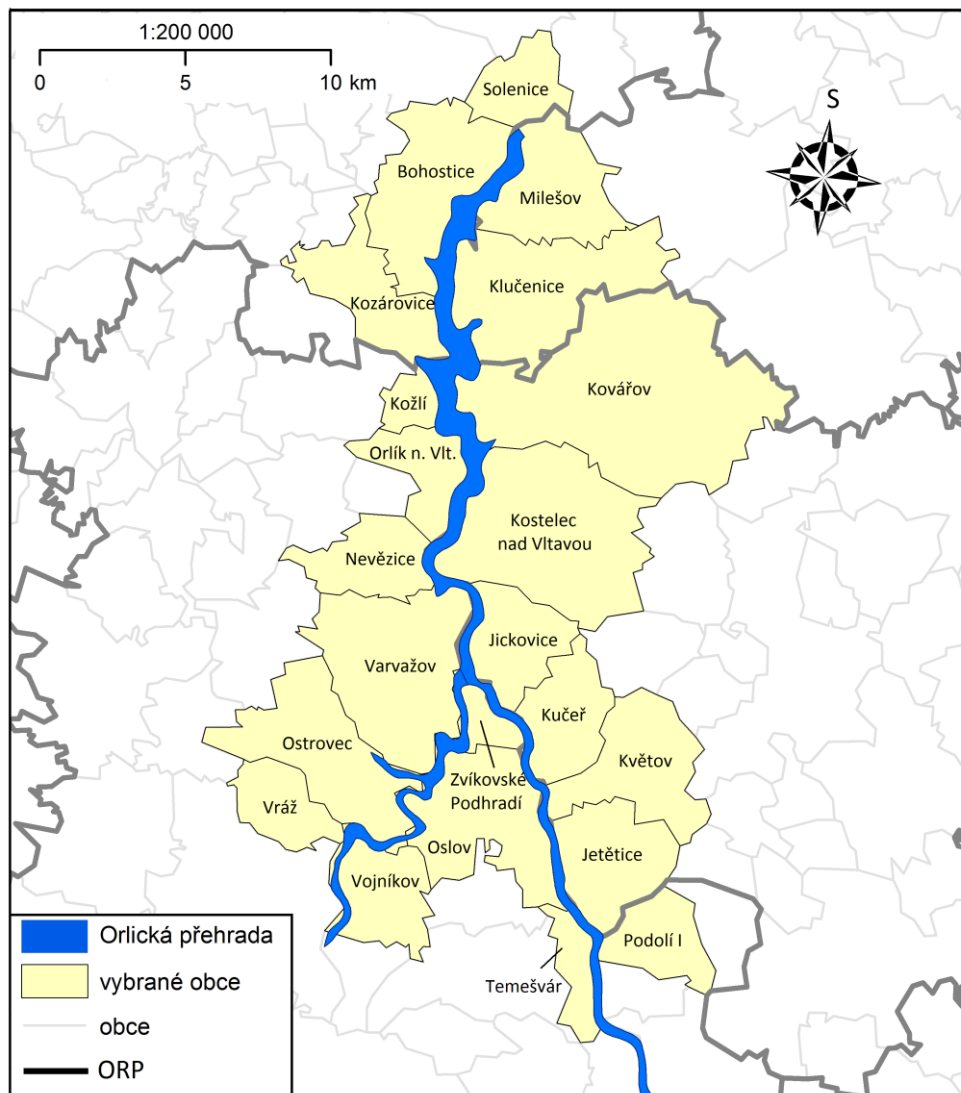 1:200 000
0
5
10 km
S
Solenice
Bohostice
Milešov
Klučenice
Kozárovice
Kovářov
Kožlí
Orlík n. Vlt.
Kostelec
nad Vltavou
Nevězice
Jickovice
Varvažov
Kučeř
Ostrovec
Květov
Zvíkovské
Podhradí
Vráž
Oslov
Jetětice
Vojníkov
Podolí I
Temešvár
Orlická přehrada
vybrané obce
obce
ORP